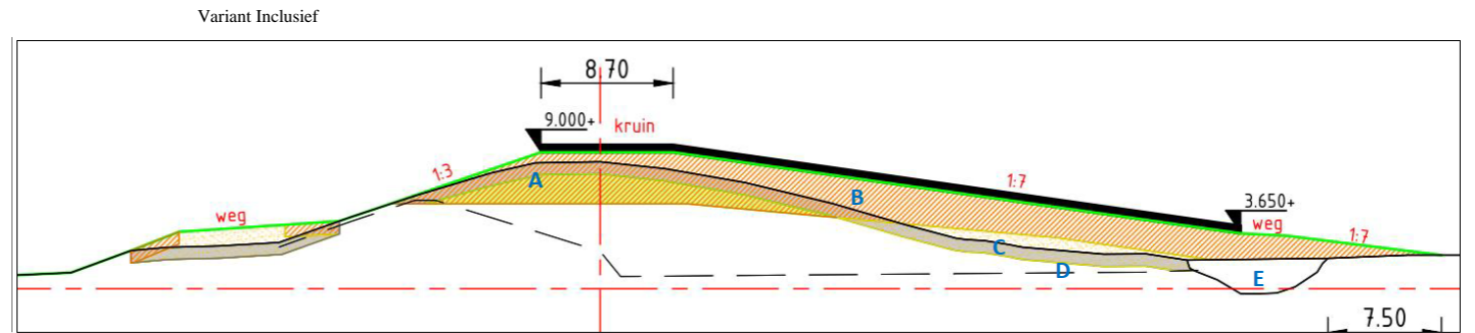 Variant Inclusief
8.70
9.000+
kruin
1:3
A
B
1:7
3.650+
weg
weg
1:7
C
D
E
7.50